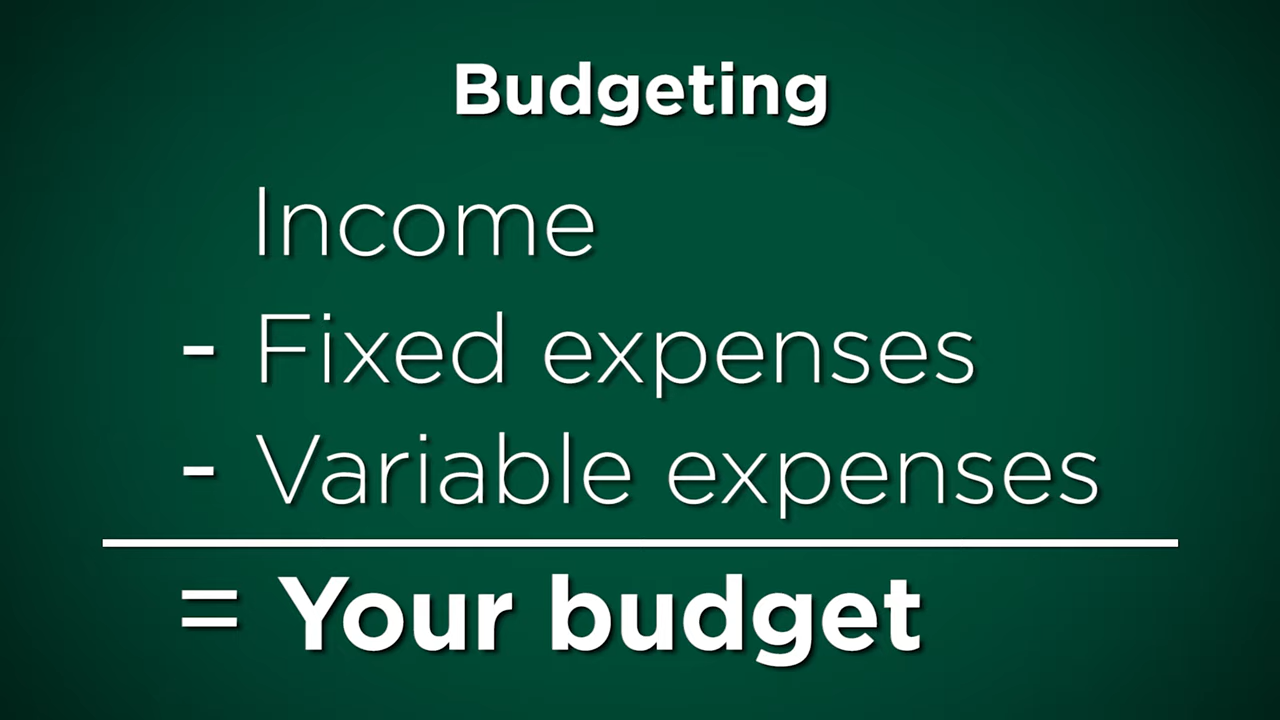 Budgeting
Income
- Fixed expenses
- Variable expenses
= Your budget